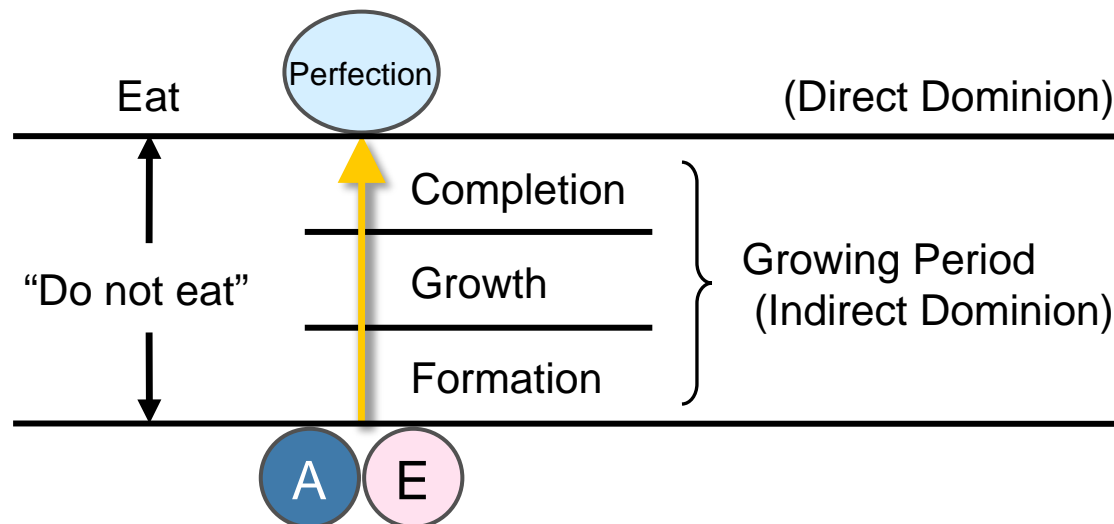 Perfection
Eat
(Direct Dominion)
Completion
“Do not eat”
Growth
Growing Period
(Indirect Dominion)
Formation
A
E